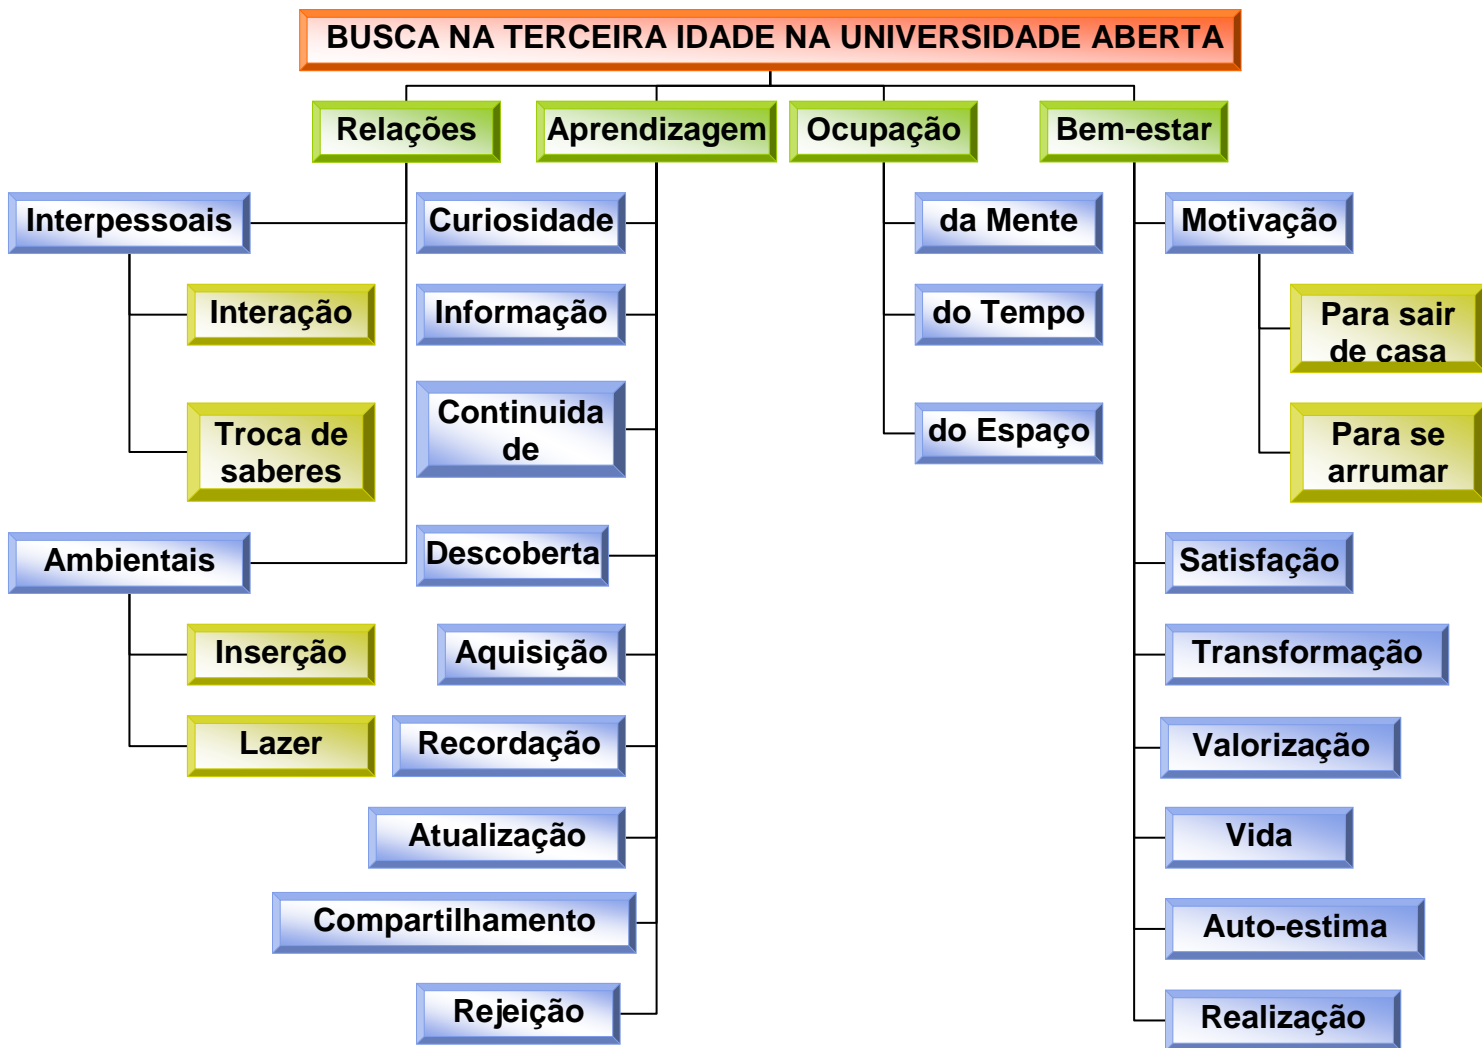 BUSCA NA TERCEIRA IDADE NA UNIVERSIDADE ABERTA
Relações
Aprendizagem
Ocupação
Bem-estar
Interpessoais
Interação
Troca de
saberes
Ambientais
Inserção
Lazer
Curiosidade
Informação
Continuida
de
Descoberta
Aquisição
Recordação
Atualização
Compartilhamento
Rejeição
da Mente
do Tempo
do Espaço
Motivação
Para sair
de casa
Para se
arrumar
Satisfação
Transformação
Valorização
Vida
Auto-estima
Realização